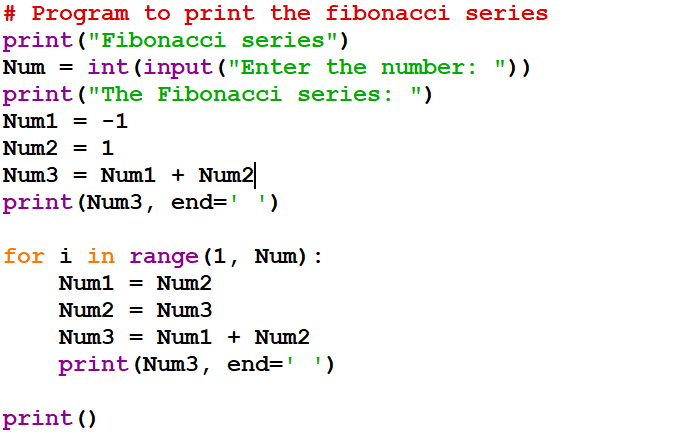 # Program to print the fibonacci series
print("Fibonacci series")
Num = int(input("Enter the number: "))
print("The Fibonacci series: ")
Num1 = -1
Num2 = 1
Num3 = Num1 + Num2
print(Num3, end=' ')

for i in range(1, Num):
    Num1 = Num2
    Num2 = Num3
    Num3 = Num1 + Num2
    print(Num3, end=' ')

print()